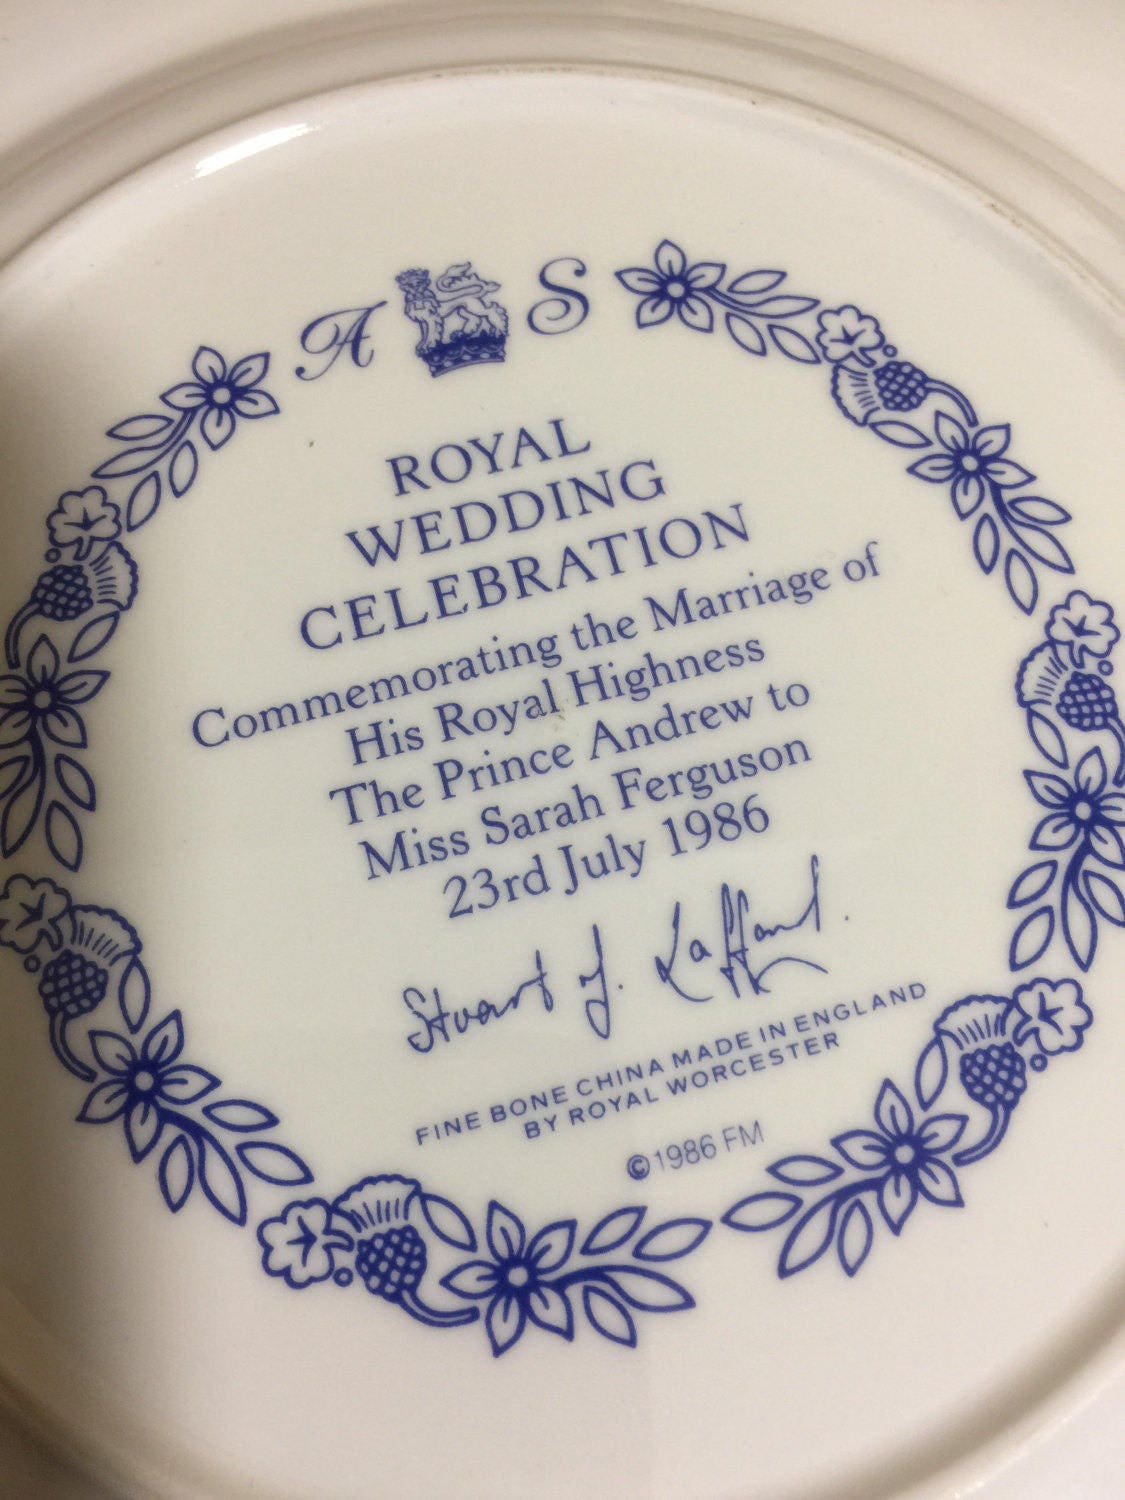 A S
ROYAL
WEDDING
CELEBRATION
Commemorating the Marriage of
His Royal Highness
The Prince Andrew to
Miss Sarah Ferguson
23rd July 1986
Stuart J.
FINE BONE CHINA MADE IN ENGLAND
BY ROYAL WORCESTER
©1986 FM